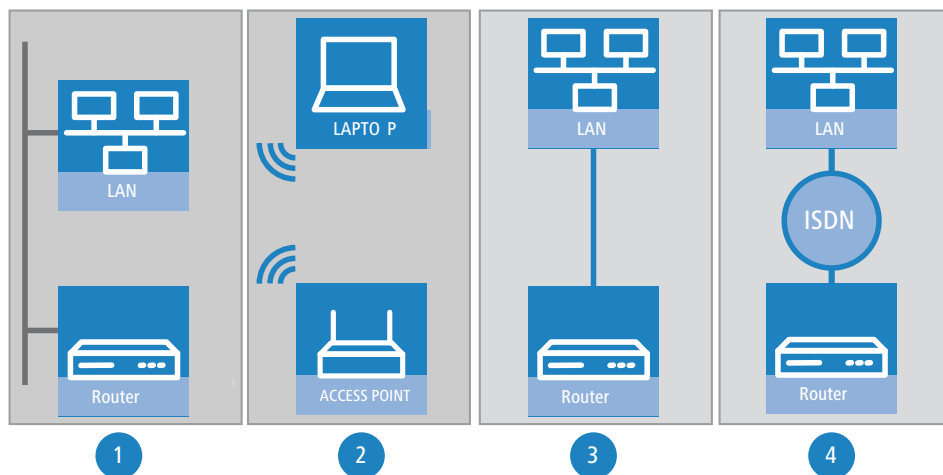 LAN
Router
1
LAPTO P
ACCESS POINT
2
LAN
Router
3
LAN
ISDN
Router
4